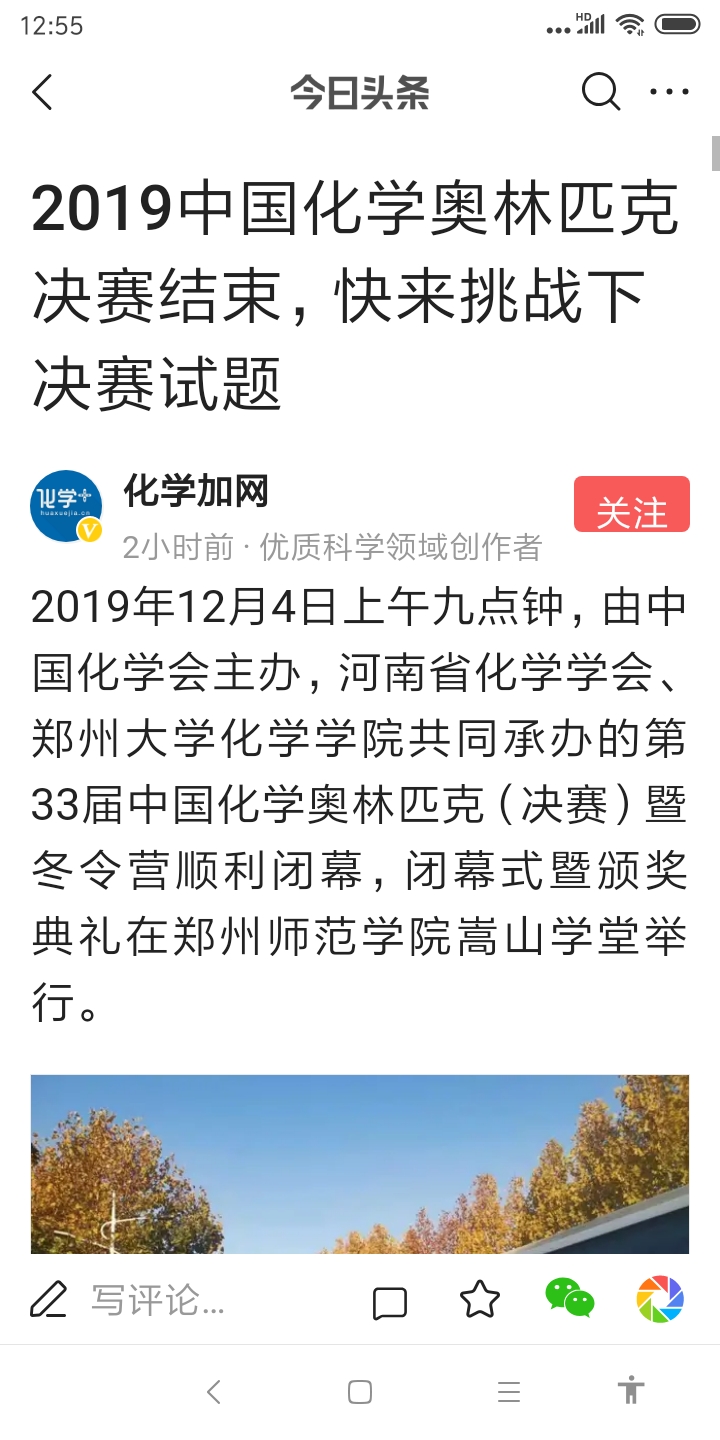 12:55
HD
今日头条
2019中国化学奥林匹克
决赛结束，快来挑战下
决赛试题
化学+
huaxuejia.cn
V
化学加网
关注
2小时前 · 优质科学领域创作者
2019年12月4日上午九点钟，由中
国化学会主办，河南省化学学会、
郑州大学化学学院共同承办的第
33届中国化学奥林匹克（决赛）暨
冬令营顺利闭幕，闭幕式暨颁奖
典礼在郑州师范学院嵩山学堂举
行。
写评论...